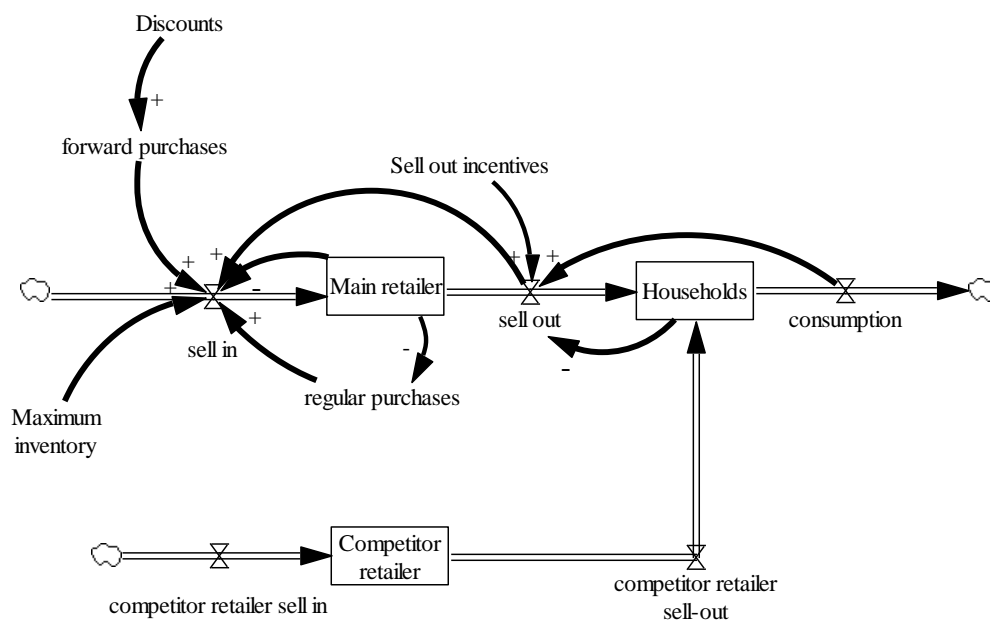 Discounts
+
forward purchases
Sell out incentives
+
+
+
-
+
+
+
Main retailer
Households
sell in
sell out
consumption
-
-
regular purchases
Maximum
inventory
Competitor
retailer
competitor retailer sell in
competitor retailer
sell-out